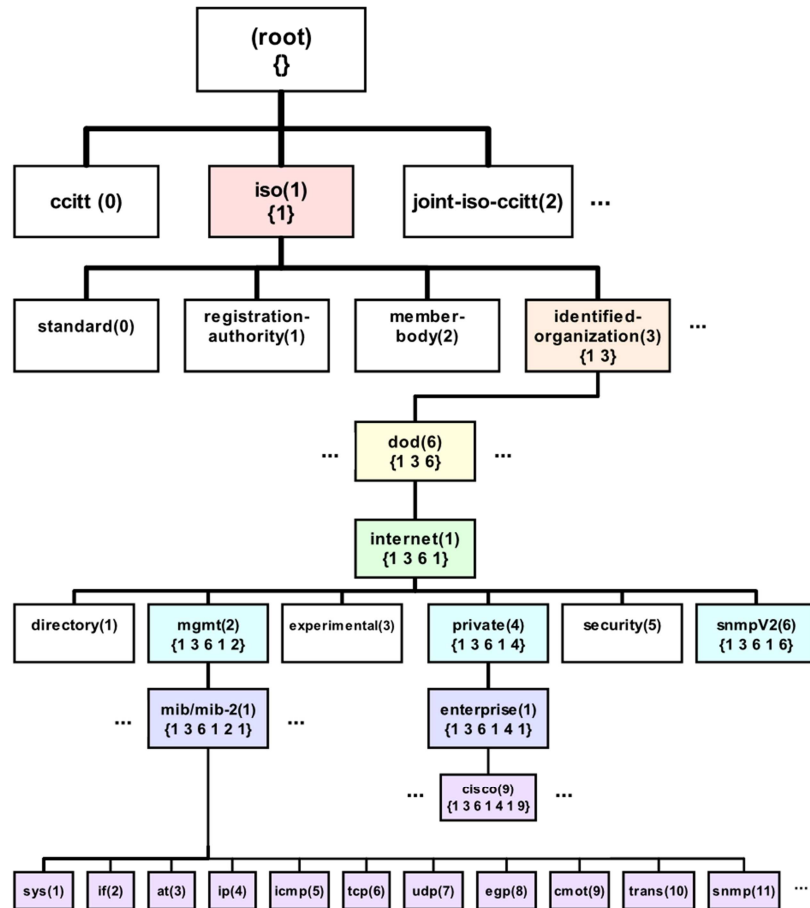 (root)
{}
ccitt (0)
iso(1)
{1}
joint-iso-ccitt(2)
...
standard(0)
registration-
authority(1)
member-
body(2)
identified-
organization(3)
{1 3}
...
...
dod(6)
{1 3 6}
...
internet(1)
{1 3 6 1}
directory(1)
mgmt(2)
{1 3 6 1 2}
experimental(3)
private(4)
{1 3 6 1 4}
security(5)
snmpV2(6)
{1 3 6 1 6}
...
mib/mib-2(1)
{1 3 6 1 2 1}
...
enterprise(1)
{1 3 6 1 4 1}
...
cisco(9)
{1 3 6 1 4 1 9}
...
sys(1)
if(2)
at(3)
ip(4)
icmp(5)
tcp(6)
udp(7)
egp(8)
cmot(9)
trans(10)
snmp(11)
...